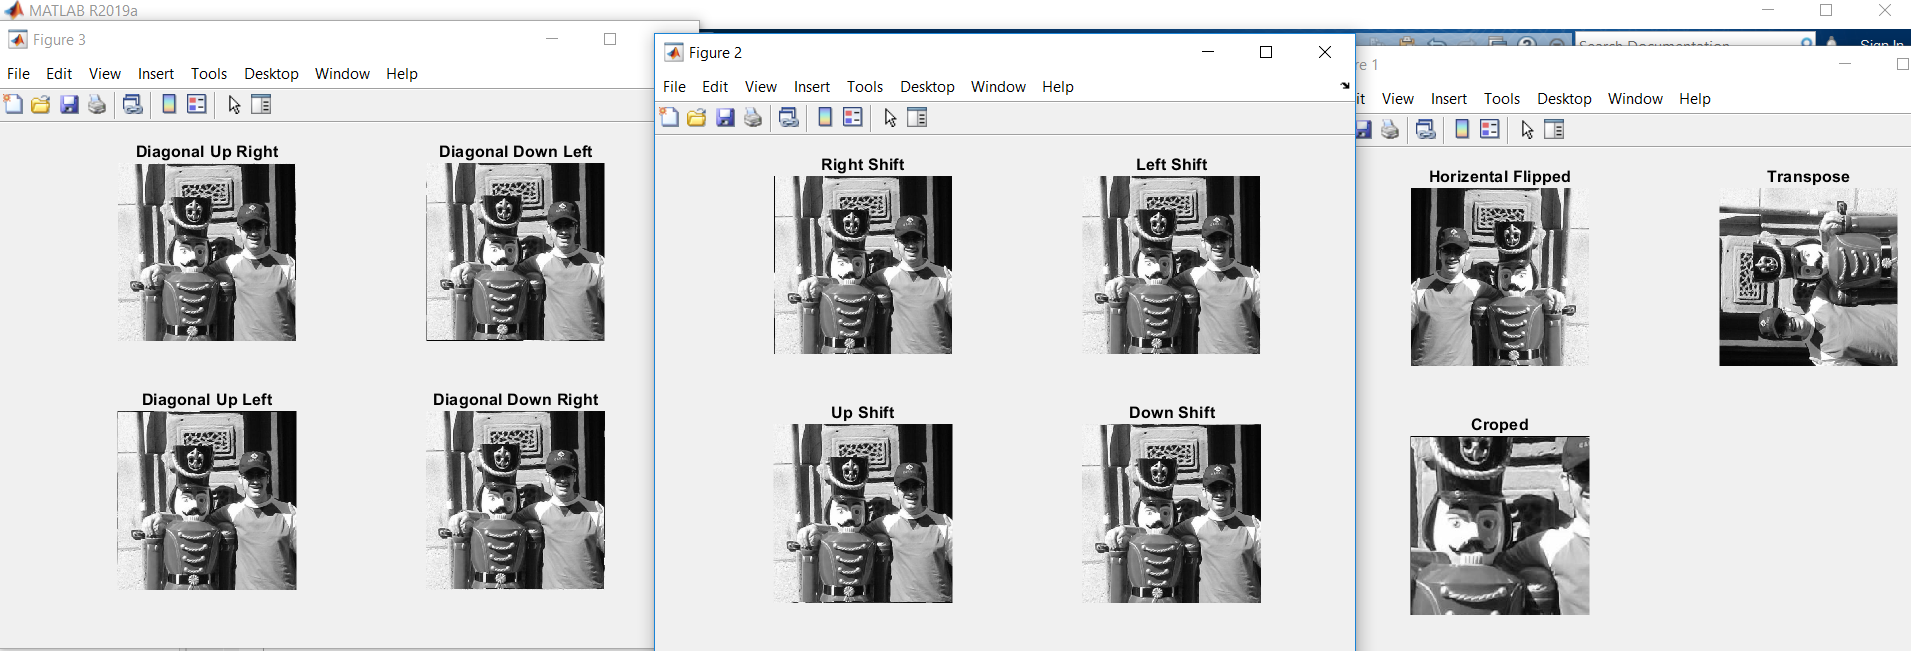 MATLAB R2019a
Figure 3
File Edit View Insert Tools Desktop Window Help
Diagonal Up Right
Diagonal Down Left
Diagonal Up Left
Diagonal Down Right
Figure 2
File Edit View Insert Tools Desktop Window Help
Right Shift
Left Shift
Up Shift
Down Shift
Search Documentation
Sign In
re 1
it View Insert Tools Desktop Window Help
Horizental Flipped
Transpose
Croped